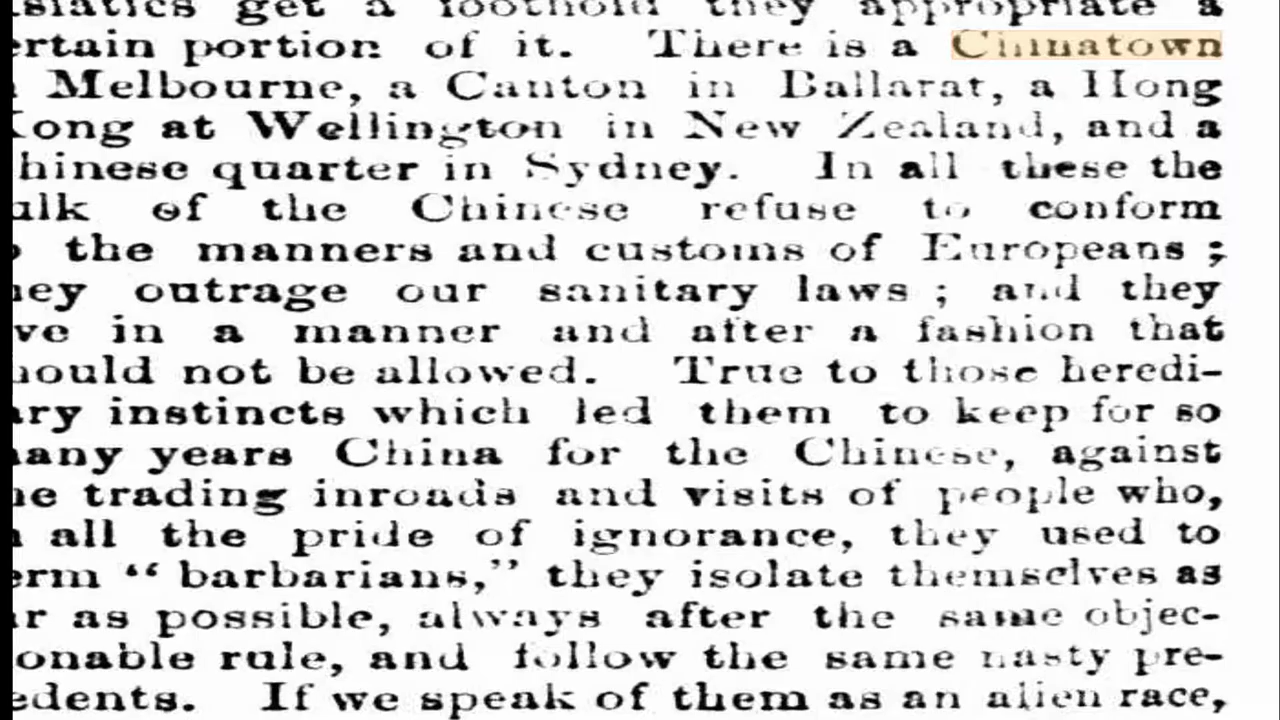 siatics get a foothold they appropriate a
ertain portion of it. There is a Chinatown
Melbourne, a Canton in Ballarat, a Hong
ong at Wellington in New Zealand, and a
hinese quarter in Sydney. In all these the
ulk of the Chinese refuse to conform
the manners and customs of Europeans ;
hey outrage our sanitary laws ; and they
ve in a manner and after a fashion that
hould not be allowed. True to those heredi-
ary instincts which led them to keep for so
nany years China for the Chinese, against
he trading inroads and visits of people who,
all the pride of ignorance, they used to
erm “ barbarians,” they isolate themselves as
ar as possible, always after the same objec-
onable rule, and follow the same nasty pre-
edents. If we speak of them as an alien race,